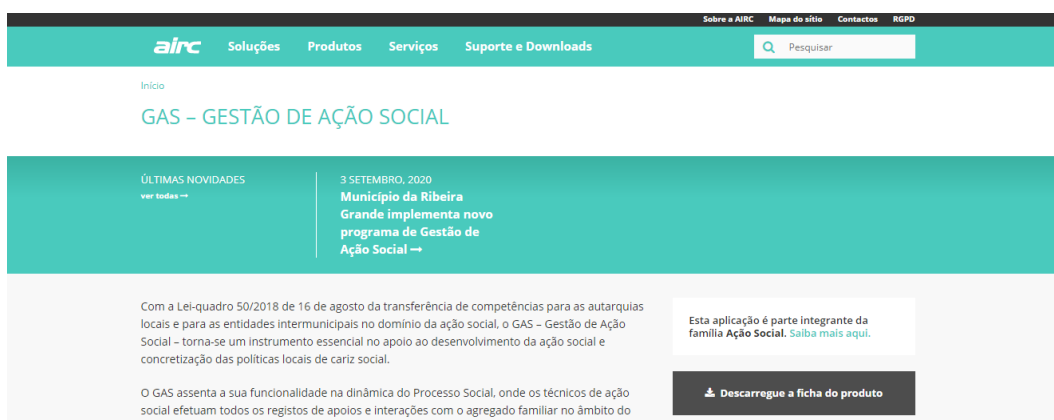 Sobre a AIRC Mapa do sítio Contactos RGPD
airc Soluções Produtos Serviços Suporte e Downloads Pesquisar
Início
GAS – GESTÃO DE AÇÃO SOCIAL
ÚLTIMAS NOVIDADES
ver todas →
3 SETEMBRO, 2020
Município da Ribeira
Grande implementa novo
programa de Gestão de
Ação Social →
Com a Lei-quadro 50/2018 de 16 de agosto da transferência de competências para as autarquias
locais e para as entidades intermunicipais no domínio da ação social, o GAS – Gestão de Ação
Social – torna-se um instrumento essencial no apoio ao desenvolvimento da ação social e
concretização das políticas locais de cariz social.
O GAS assenta a sua funcionalidade na dinâmica do Processo Social, onde os técnicos de ação
social efetuam todos os registos de apoios e interações com o agregado familiar no âmbito do
Esta aplicação é parte integrante da
família Ação Social. Saiba mais aqui.
Descarregue a ficha do produto